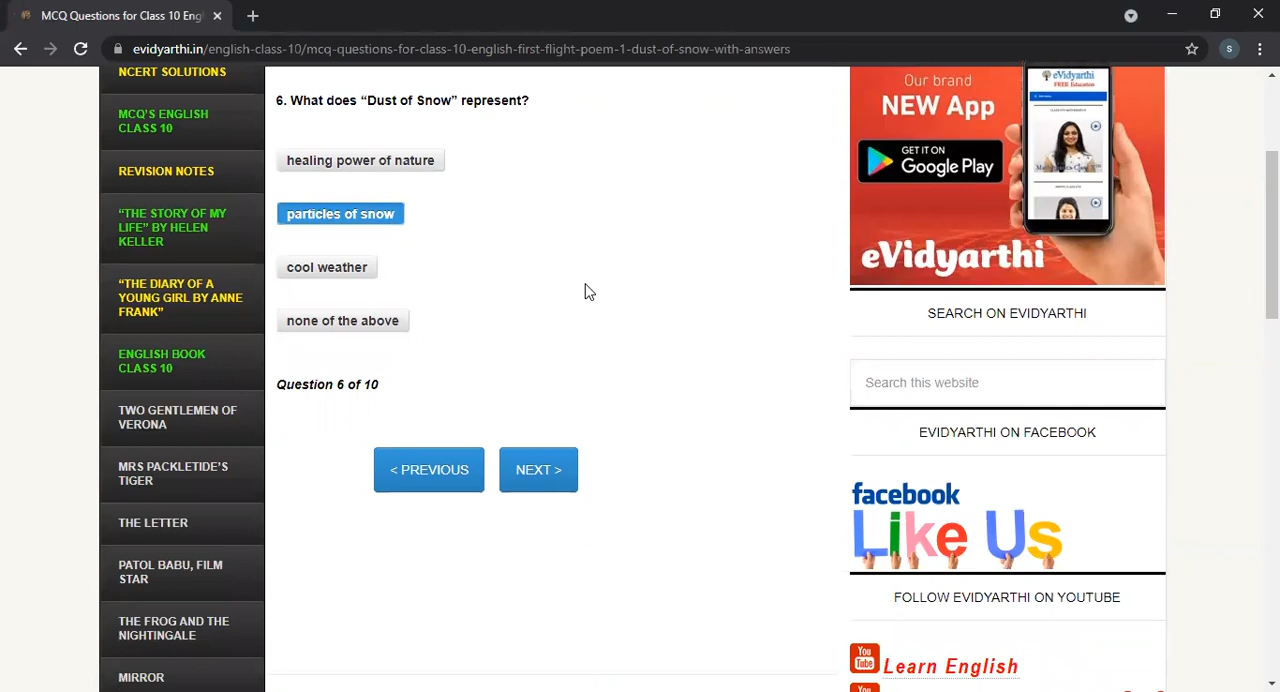 MCQ Questions for Class 10 Eng
evidyarthi.in/english-class-10/mcq-questions-for-class-10-english-first-flight-poem-1-dust-of-snow-with-answers
S
NCERT SOLUTIONS
MCQ'S ENGLISH
CLASS 10
REVISION NOTES
“THE STORY OF MY
LIFE” BY HELEN
KELLER
“THE DIARY OF A
YOUNG GIRL BY ANNE
FRANK”
ENGLISH BOOK
CLASS 10
TWO GENTLEMEN OF
VERONA
MRS PACKLETIDE’S
TIGER
THE LETTER
PATOL BABU, FILM
STAR
THE FROG AND THE
NIGHTINGALE
MIRROR
6. What does “Dust of Snow” represent?
healing power of nature
particles of snow
cool weather
none of the above
Question 6 of 10
< PREVIOUS
NEXT >
Our brand
NEW App
GET IT ON
Google Play
eVidyarthi
FREE Education
eVidyarthi
SEARCH ON EVIDYARTHI
Search this website
EVIDYARTHI ON FACEBOOK
facebook
Like Us
FOLLOW EVIDYARTHI ON YOUTUBE
You
Tube
Learn English
You